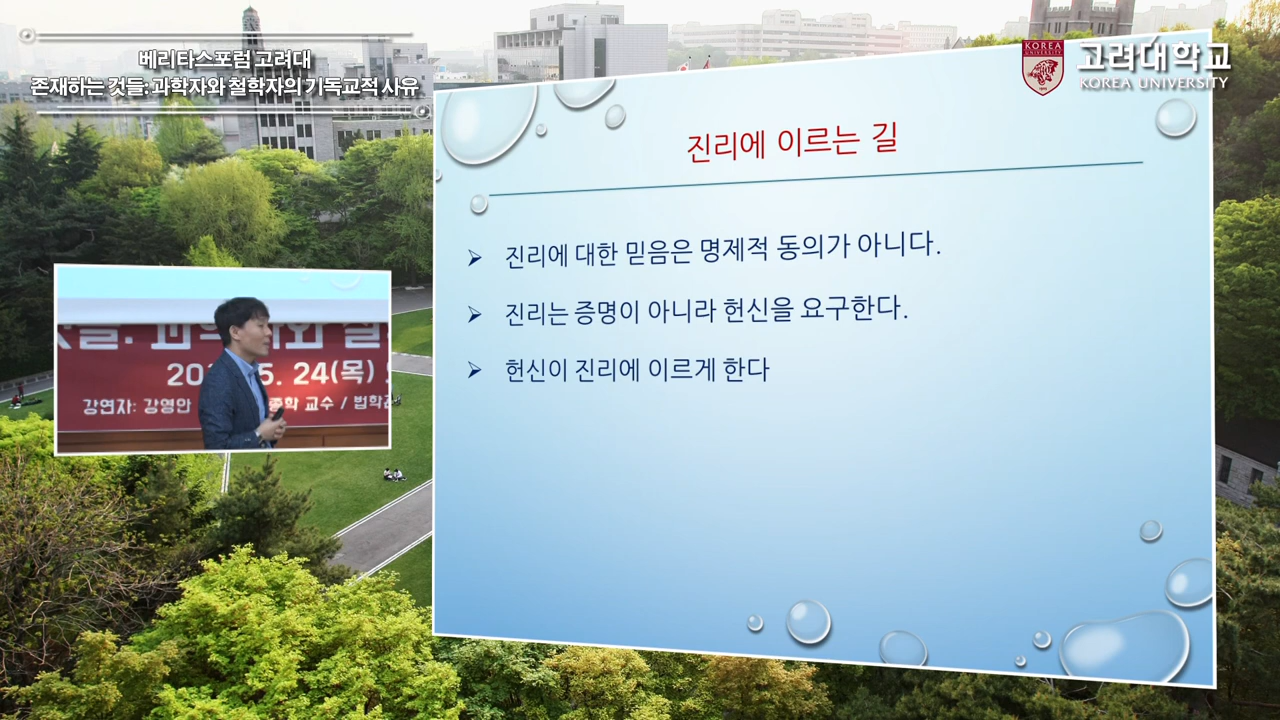 베리타스포럼 고려대
존재하는 것들: 과학자와 철학자의 기독교적 사유
KOREA
고려대학교
KOREA UNIVERSITY
진리에 이르는 길
진리에 대한 믿음은 명제적 동의가 아니다.
진리는 증명이 아니라 헌신을 요구한다.
헌신이 진리에 이르게 한다
5. 24(목)
강연자: 강영안
교수 / 법학